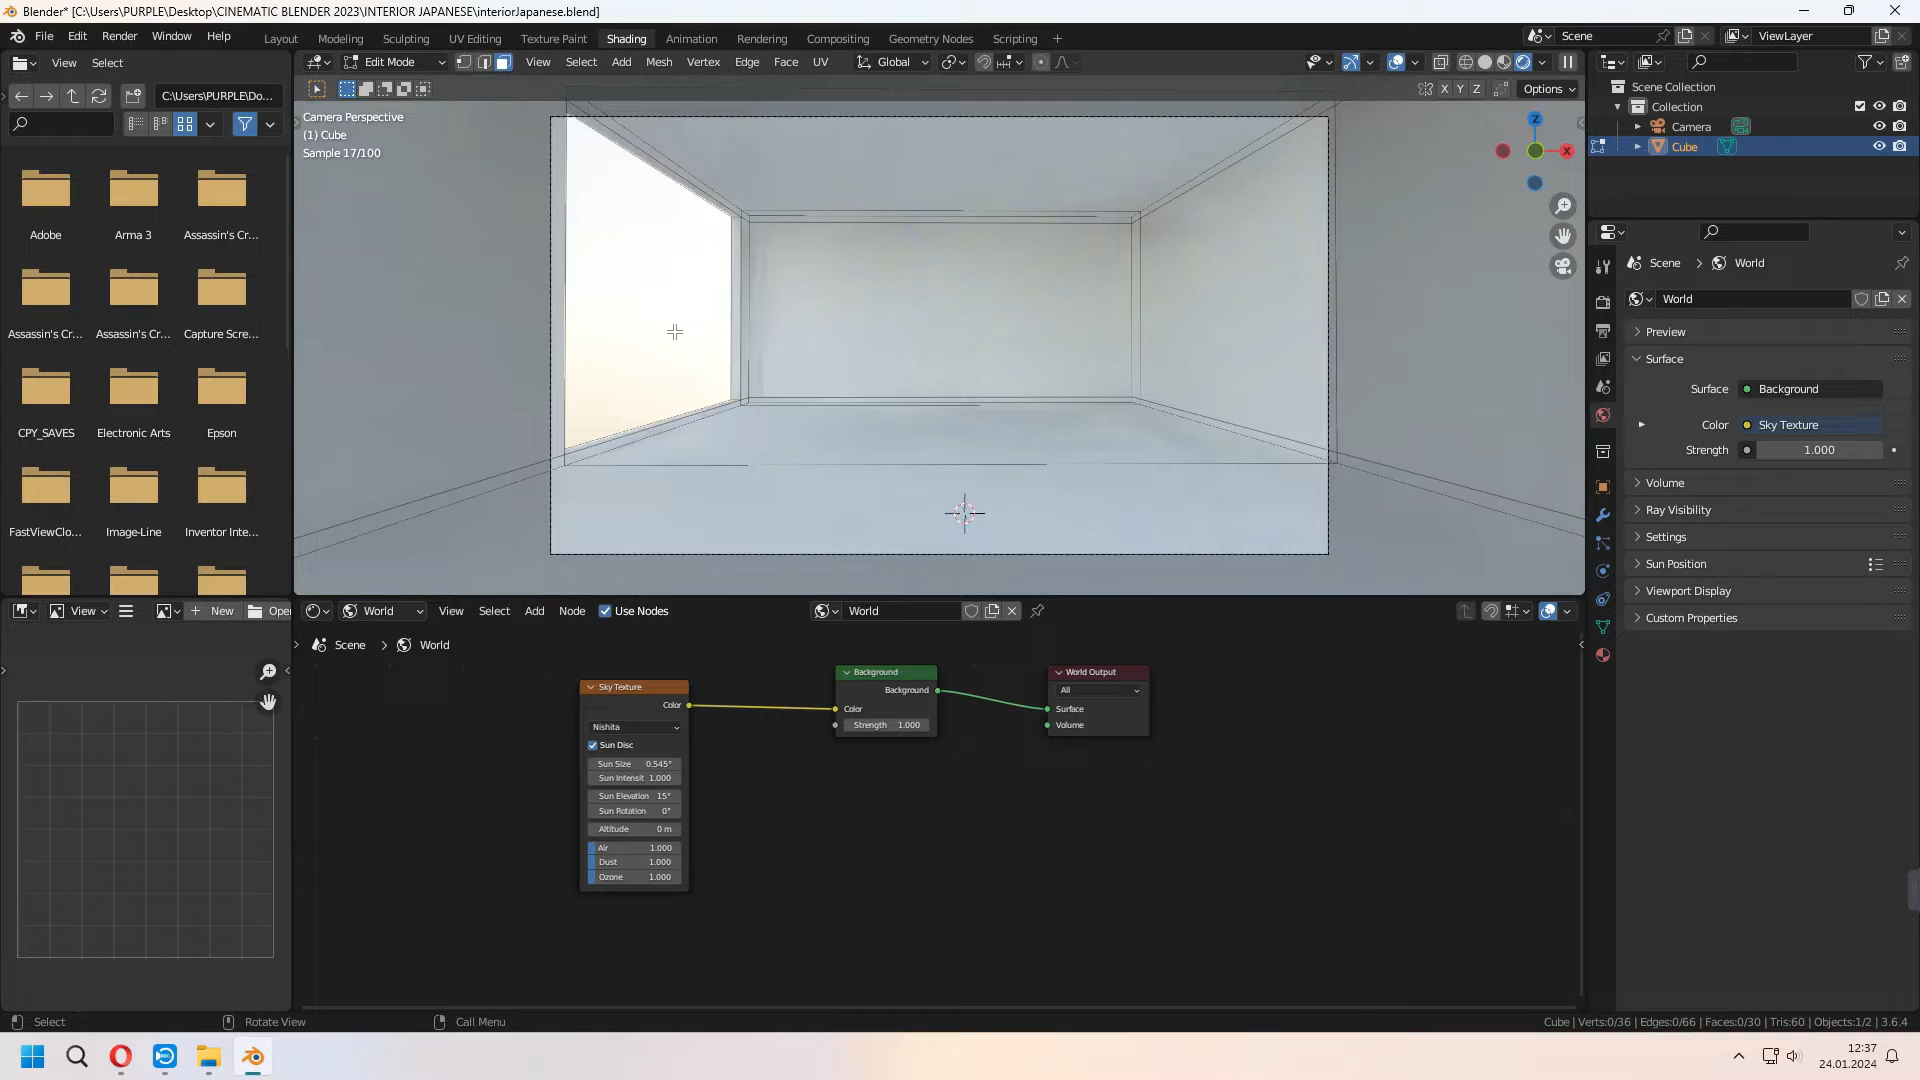 Blender* [C:\Users\PURPLE\Desktop\CINEMATIC BLENDER 2023\INTERIOR JAPANESE\interiorJapanese.blend]
File Edit Render Window Help
Layout Modeling Sculpting UV Editing Texture Paint Shading Animation Rendering Compositing Geometry Nodes Scripting +
Scene
ViewLayer
View Select
C:\Users\PURPLE\Do...
Adobe
Arma 3
Assassin's Cr...
Assassin's Cr...
Assassin's Cr...
Capture Scre...
CPY_SAVES
Electronic Arts
Epson
FastViewClo...
Image-Line
Inventor Inte...
Edit Mode
View Select Add Mesh Vertex Edge Face UV
Global
X Y Z
Options
Camera Perspective
(1) Cube
Sample 17/100
Z
X
Scene Collection
Collection
Camera
Cube
Scene > World
World
Preview
Surface
Surface Background
Color Sky Texture
Strength 1.000
Volume
Ray Visibility
Settings
Sun Position
Viewport Display
Custom Properties
View
New
Open
World
View Select Add Node Use Nodes
World
Scene > World
Sky Texture
Color
Nishita
Sun Disc
Sun Size 0.545°
Sun Intensit 1.000
Sun Elevation 15°
Sun Rotation 0°
Altitude 0 m
Air 1.000
Dust 1.000
Ozone 1.000
Background
Background
Color
Strength 1.000
World Output
All
Surface
Volume
Select
Rotate View
Call Menu
Cube | Verts:0/36 | Edges:0/66 | Faces:0/30 | Tris:60 | Objects:1/2 | 3.6.4
12:37
24.01.2024